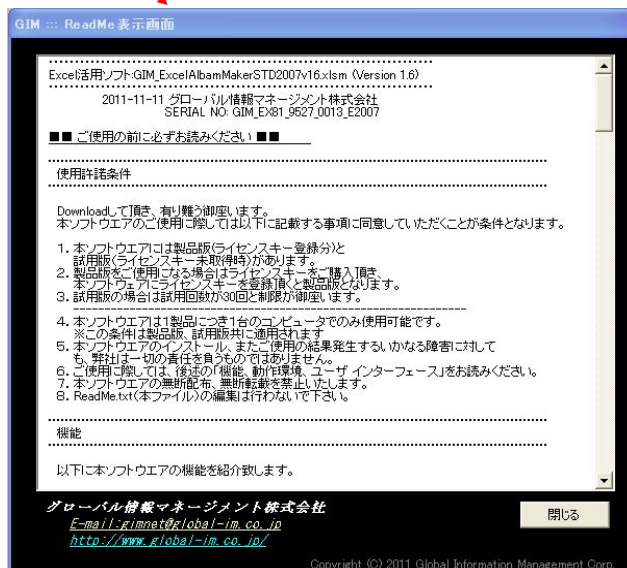 GIM ::: ReadMe表示画面
Excel活用ソフト:GIM_ExcelAlbamMakerSTD2007v16.xlsm (Version 1.6)
2011-11-11 グローバル情報マネージメント株式会社
SERIAL NO: GIM_EX81_9527_0013_E2007
■■ ご使用の前に必ずお読みください ■■
使用許諾条件
Downloadして頂き、有り難う御座います。
本ソフトウエアのご使用に際しては以下に記載する事項に同意していただくことが条件となります。
1. 本ソフトウエアには製品版(ライセンスキー登録分)と
試用版(ライセンスキー未取得時)があります。
2. 製品版をご使用になる場合はライセンスキーをご購入頂き、
本ソフトウェアにライセンスキーを登録頂くと製品版となります。
3. 試用版の場合は試用回数が30回と制限が御座います。
4. 本ソフトウエアは1製品につき1台のコンピュータでのみ使用可能です。
※この条件は製品版、試用版共に適用されます
5. 本ソフトウエアのインストール、またご使用の結果発生するいかなる障害に対して
も、弊社は一切の責任を負うものではありません。
6. ご使用に際しては、後述の「機能、動作環境、ユーザ インターフェース」をお読みください。
7. 本ソフトウエアの無断配布、無断転載を禁止いたします。
8. ReadMe.txt(本ファイル)の編集は行わないで下さい。
機能
以下に本ソフトウエアの機能を紹介致します。
グローバル情報マネージメント株式会社
E-mail:gimnet@global-im.co.jp
http://www.global-im.co.jp/
閉じる
Copyright (C) 2011 Global Information Management Corp.